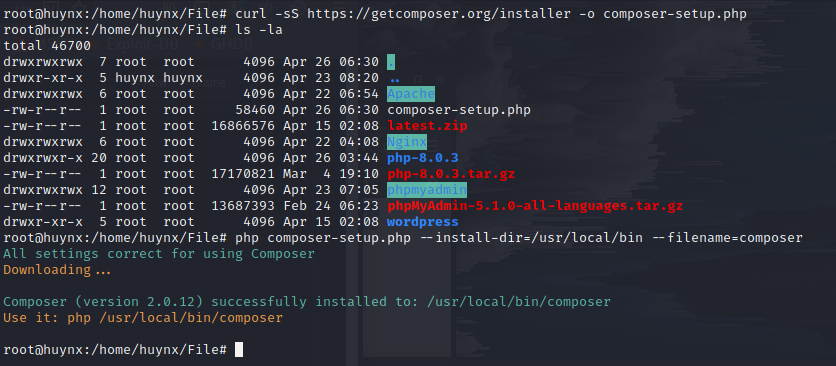 root@huynx:/home/huynx/File# curl -sS https://getcomposer.org/installer -o composer-setup.php
root@huynx:/home/huynx/File# ls -la
total 46700
drwxrwxrwx  7 root  root      4096 Apr 26 06:30 .
drwxr-xr-x  5 huynx huynx     4096 Apr 23 08:20 ..
drwxrwxrwx  6 root  root      4096 Apr 22 06:54 Apache
-rw-r--r--  1 root  root     58460 Apr 26 06:30 composer-setup.php
-rw-r--r--  1 root  root  16866576 Apr 15 02:08 latest.zip
drwxrwxrwx  6 root  root      4096 Apr 22 04:08 Nginx
drwxrwxr-x 20 root  root      4096 Apr 26 03:44 php-8.0.3
-rw-r--r--  1 root  root  17170821 Mar  4 19:10 php-8.0.3.tar.gz
drwxrwxrwx 12 root  root      4096 Apr 23 07:05 phpmyadmin
-rw-r--r--  1 root  root  13687393 Feb 24 06:23 phpMyAdmin-5.1.0-all-languages.tar.gz
drwxr-xr-x  5 root  root      4096 Apr 15 02:08 wordpress
root@huynx:/home/huynx/File# php composer-setup.php --install-dir=/usr/local/bin --filename=composer
All settings correct for using Composer
Downloading...

Composer (version 2.0.12) successfully installed to: /usr/local/bin/composer
Use it: php /usr/local/bin/composer

root@huynx:/home/huynx/File#